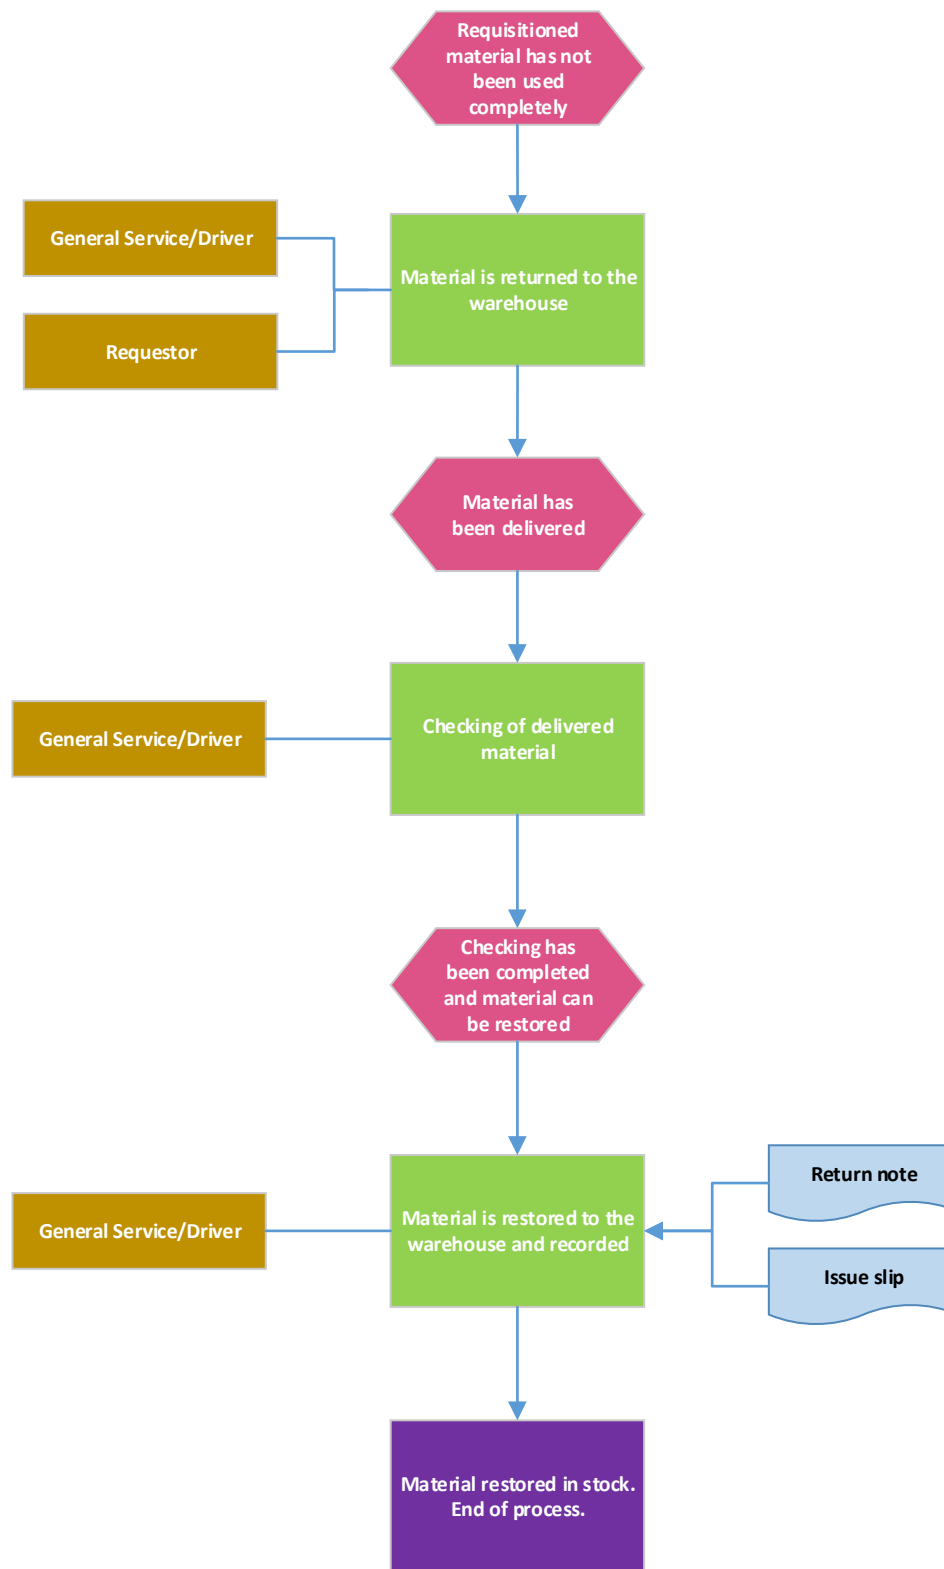 Requisitioned
material has not
been used
completely
General Service/Driver
Material is returned to the
warehouse
Requestor
Material has
been delivered
General Service/Driver
Checking of delivered
material
Checking has
been completed
and material can
be restored
General Service/Driver
Material is restored to the
warehouse and recorded
Return note
Issue slip
Material restored in stock.
End of process.